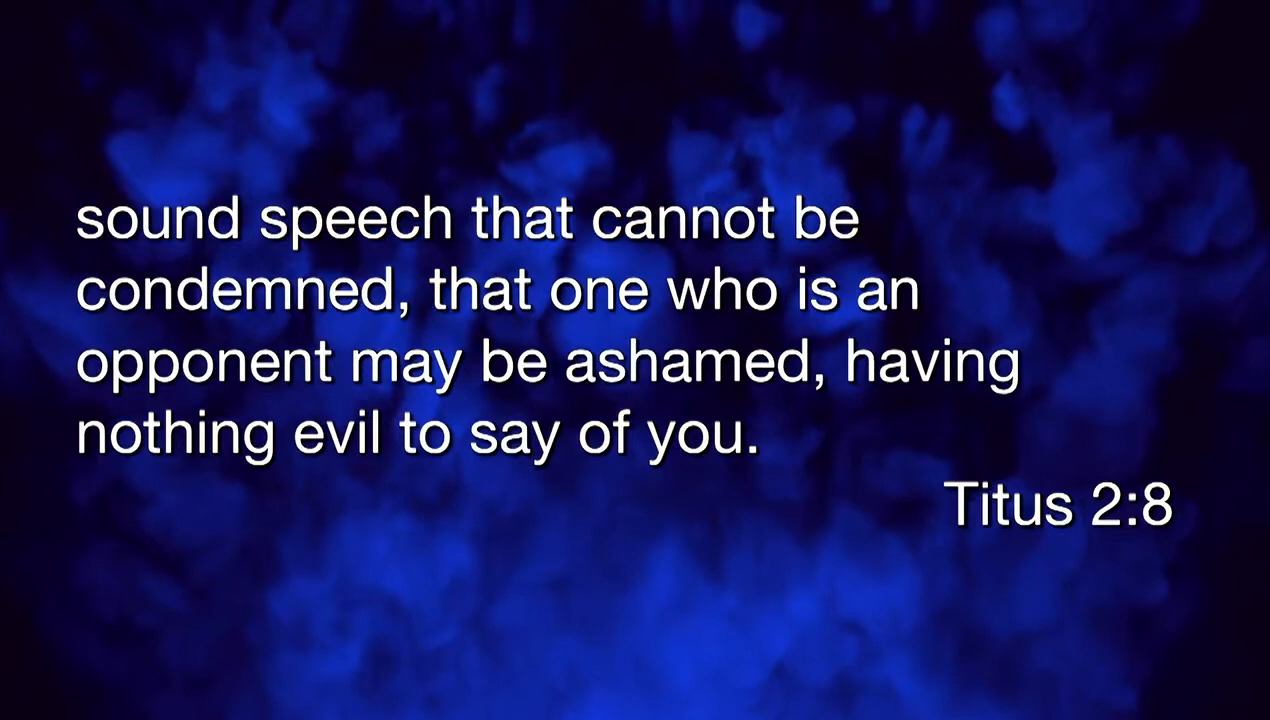 sound speech that cannot be
condemned, that one who is an
opponent may be ashamed, having
nothing evil to say of you.
Titus 2:8